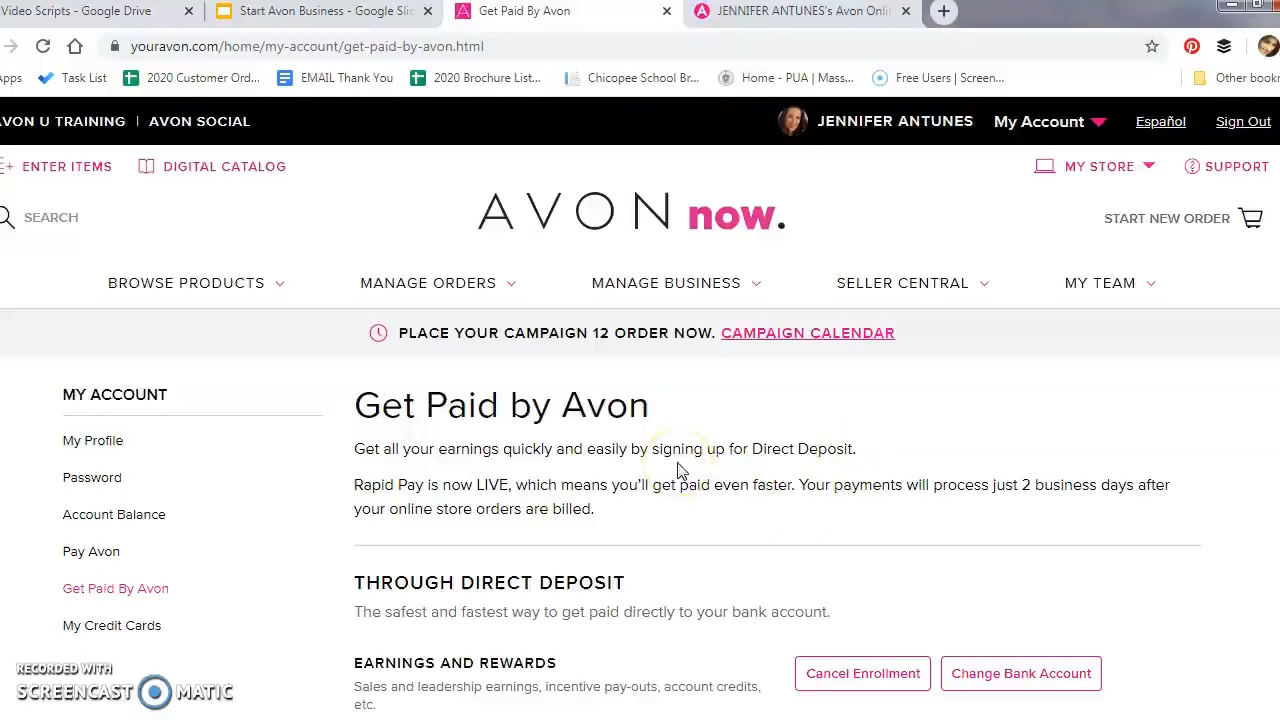 Video Scripts - Google Drive
Start Avon Business - Google Slid
Get Paid By Avon
JENNIFER ANTUNES's Avon Onli
youravon.com/home/my-account/get-paid-by-avon.html
Apps
Task List
2020 Customer Ord...
EMAIL Thank You
2020 Brochure List...
Chicopee School Br...
Home - PUA | Mass...
Free Users | Screen...
Other bookm
AVON U TRAINING | AVON SOCIAL
JENNIFER ANTUNES
My Account
Español
Sign Out
ENTER ITEMS
DIGITAL CATALOG
MY STORE
SUPPORT
SEARCH
AVON now.
START NEW ORDER
BROWSE PRODUCTS
MANAGE ORDERS
MANAGE BUSINESS
SELLER CENTRAL
MY TEAM
PLACE YOUR CAMPAIGN 12 ORDER NOW. CAMPAIGN CALENDAR
MY ACCOUNT
My Profile
Password
Account Balance
Pay Avon
Get Paid By Avon
My Credit Cards
Get Paid by Avon
Get all your earnings quickly and easily by signing up for Direct Deposit.
Rapid Pay is now LIVE, which means you'll get paid even faster. Your payments will process just 2 business days after
your online store orders are billed.
THROUGH DIRECT DEPOSIT
The safest and fastest way to get paid directly to your bank account.
EARNINGS AND REWARDS
Sales and leadership earnings, incentive pay-outs, account credits,
etc.
Cancel Enrollment
Change Bank Account
RECORDED WITH
SCREENCAST MATIC